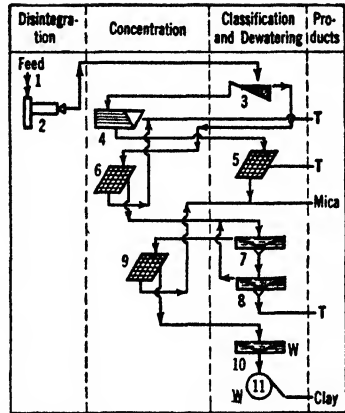 Disintegra-
tion
Concentration
Classification
and Dewatering
Pro-
ducts
Feed
1
2
3
4
T
5
T
6
Mica
7
9
8
T
10
W
W
11
Clay